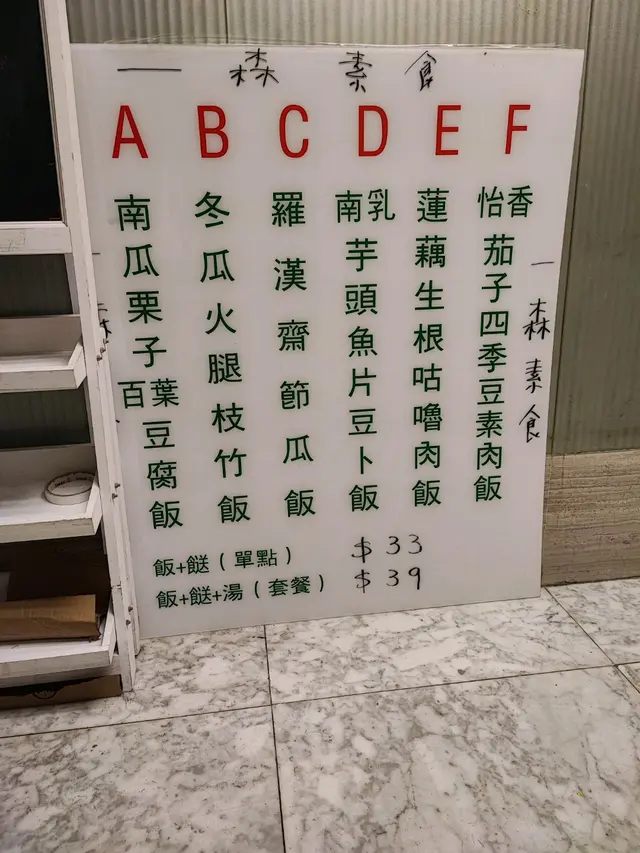 一森素食
A B C D E F
南瓜栗子百葉豆腐飯
冬瓜火腿枝竹飯
羅漢齋節瓜飯
南乳芋頭魚片豆卜飯
蓮藕生根咕嚕肉飯
怡香茄子四季豆素肉飯
一森素食
飯+餸（單點） $33
飯+餸+湯（套餐） $39